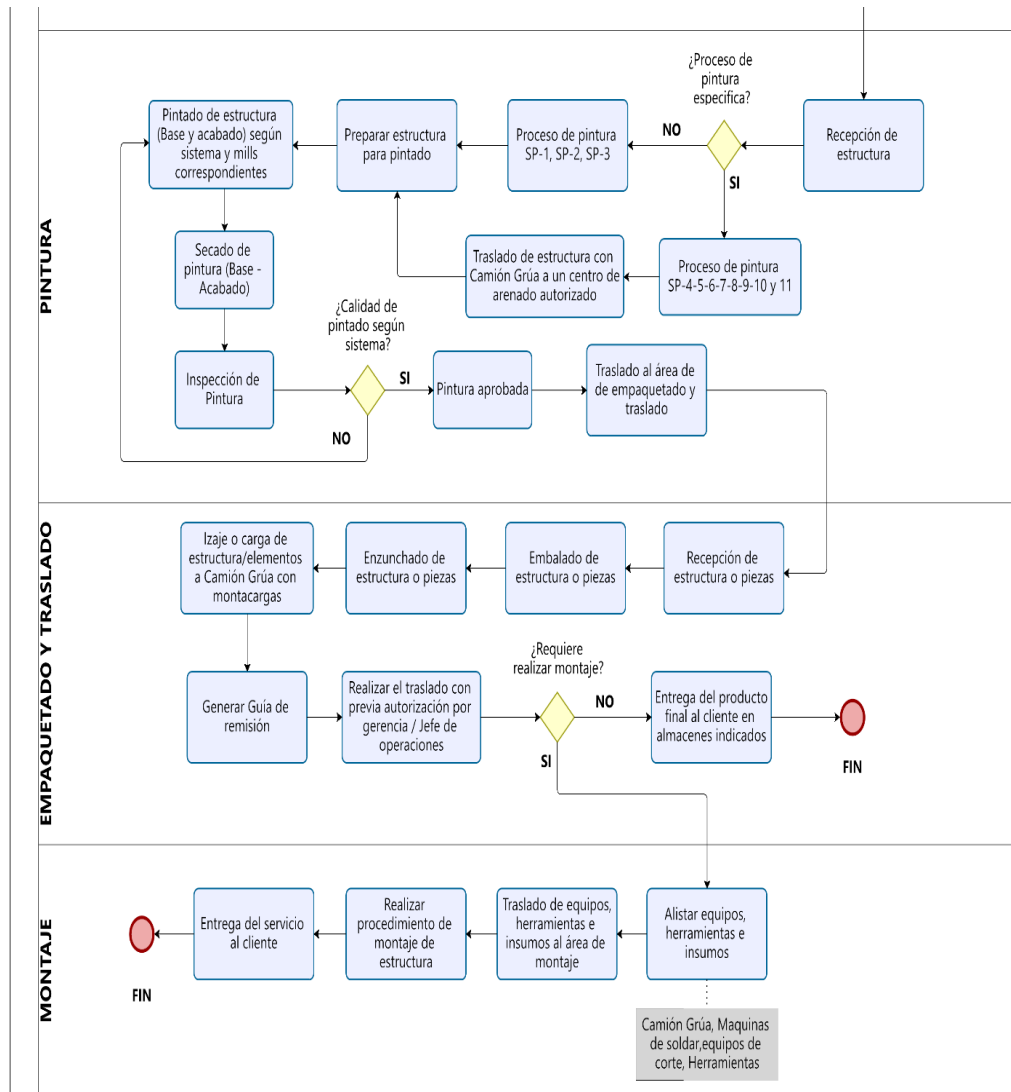 PINTURA
¿Proceso de
pintura
especifica?
Recepción de
estructura
NO
SI
Proceso de pintura
SP-1, SP-2, SP-3
Preparar estructura
para pintado
Pintado de estructura
(Base y acabado) según
sistema y mills
correspondientes
Proceso de pintura
SP-4-5-6-7-8-9-10 y 11
Traslado de estructura con
Camión Grúa a un centro de
arenado autorizado
Secado de
pintura (Base -
Acabado)
Inspección de
Pintura
¿Calidad de
pintado según
sistema?
SI
NO
Pintura aprobada
Traslado al área de
de empaquetado y
traslado
EMPAQUETADO Y TRASLADO
Recepción de
estructura o piezas
Embalado de
estructura o piezas
Enzunchado de
estructura o piezas
Izaje o carga de
estructura/elementos
a Camión Grúa con
montacargas
Generar Guía de
remisión
Realizar el traslado con
previa autorización por
gerencia / Jefe de
operaciones
¿Requiere
realizar montaje?
NO
SI
Entrega del producto
final al cliente en
almacenes indicados
FIN
MONTAJE
Alistar equipos,
herramientas e
insumos
Camión Grúa, Maquinas
de soldar,equipos de
corte, Herramientas
Traslado de equipos,
herramientas e
insumos al área de
montaje
Realizar
procedimiento de
montaje de
estructura
Entrega del servicio
al cliente
FIN